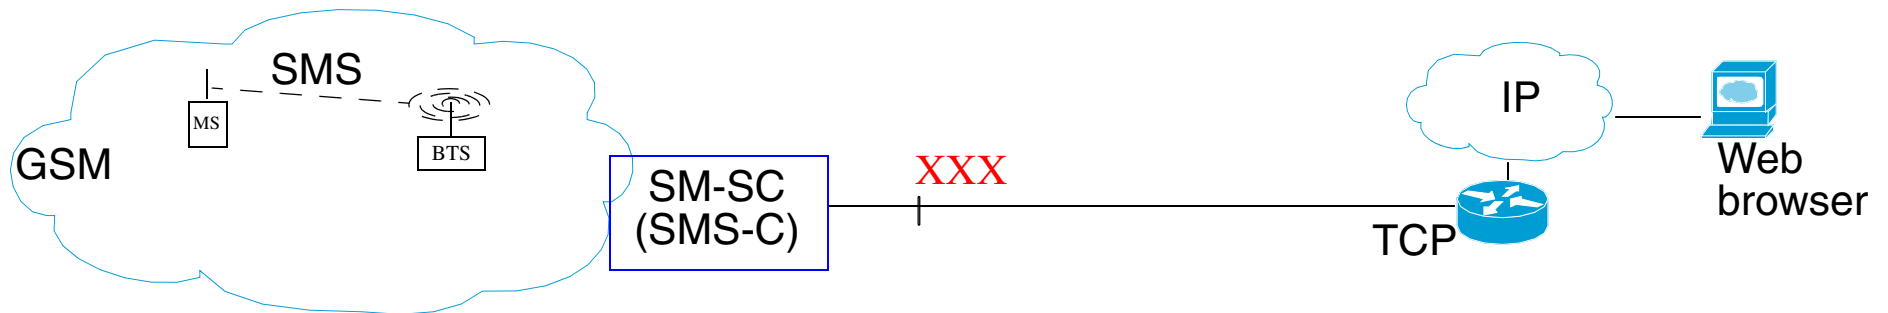 SMS
MS
BTS
GSM
SM-SC
(SMS-C)
XXX
TCP
IP
Web
browser